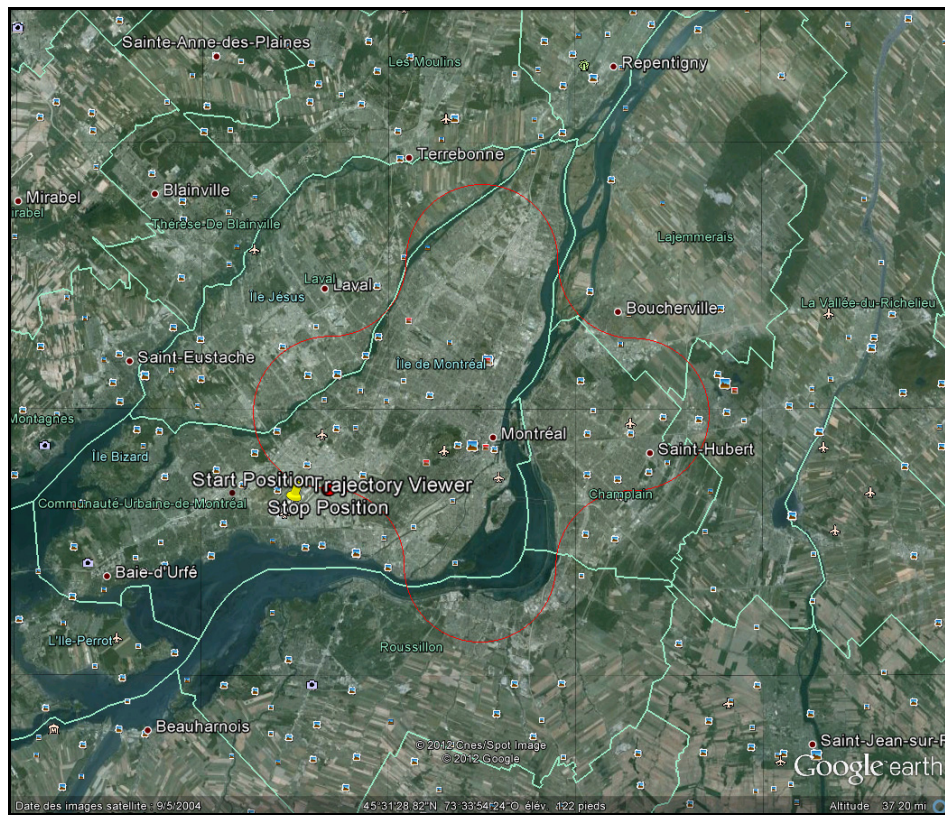 Sainte-Anne-des-Plaines
Les Moulins
Repentigny
Terrebonne
Mirabel
Blainville
Thérèse-De Blainville
Lajemmerais
Laval
Laval
Île Jésus
Boucherville
La Vallée-du-Richelieu
Saint-Eustache
Île de Montréal
Montagnes
Montréal
Île Bizard
Saint-Hubert
Start Position
Trajectory Viewer
Champlain
Communauté-Urbaine-de-Montréal
Stop Position
Baie-d'Urfé
L'Ile-Perrot
Roussillon
Beauharnois
© 2012 Cnes/Spot Image
© 2012 Google
Saint-Jean-sur-R
Google earth
Date des images satellite : 9/5/2004
45°31'28.82"N 73°33'54.24"O élév. 122 pieds
Altitude 37.20 mi